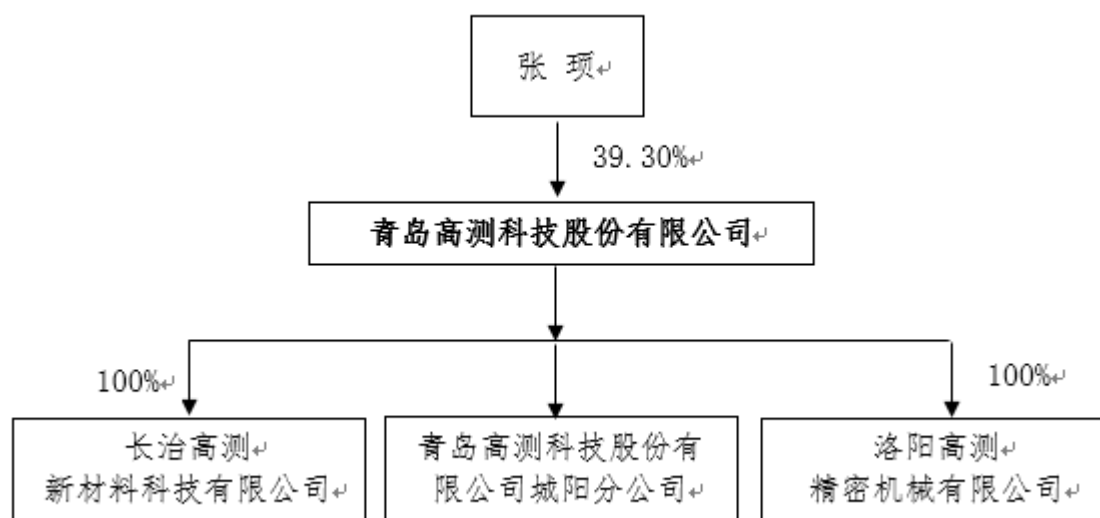 张 顼
39.30%
青岛高测科技股份有限公司
100%
100%
长治高测
新材料科技有限公司
青岛高测科技股份有
限公司城阳分公司
洛阳高测
精密机械有限公司